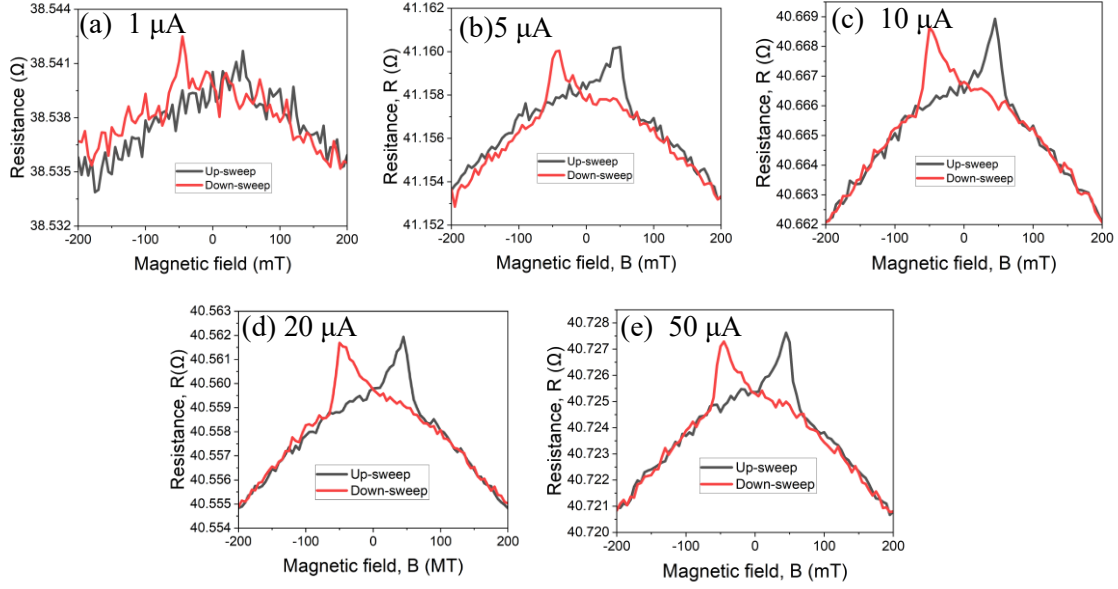 (a) 1 μA
38.544
38.541
38.538
38.535
38.532
Resistance (Ω)
Up-sweep
Down-sweep
-200 -100 0 100 200
Magnetic field (mT)
(b)5 μA
41.162
41.160
41.158
41.156
41.154
41.152
Resitance, R (Ω)
Up-sweep
Down-sweep
-200 -100 0 100 200
Magnetic field, B (mT)
(c) 10 μA
40.669
40.668
40.667
40.666
40.665
40.664
40.663
40.662
Resistance, R (Ω)
Up-sweep
Down-sweep
-200 -100 0 100 200
Magnetic field, B (mT)
(d) 20 μA
40.563
40.562
40.561
40.560
40.559
40.557
40.556
40.555
40.554
Resistance, R(Ω)
Up-sweep
Down-sweep
-200 -100 0 100 200
Magnetic field, B (MT)
(e) 50 μA
40.728
40.727
40.726
40.725
40.724
40.722
40.721
40.720
Resistance, R (Ω)
Up-sweep
Down-sweep
-200 -100 0 100 200
Magnetic field, B (mT)